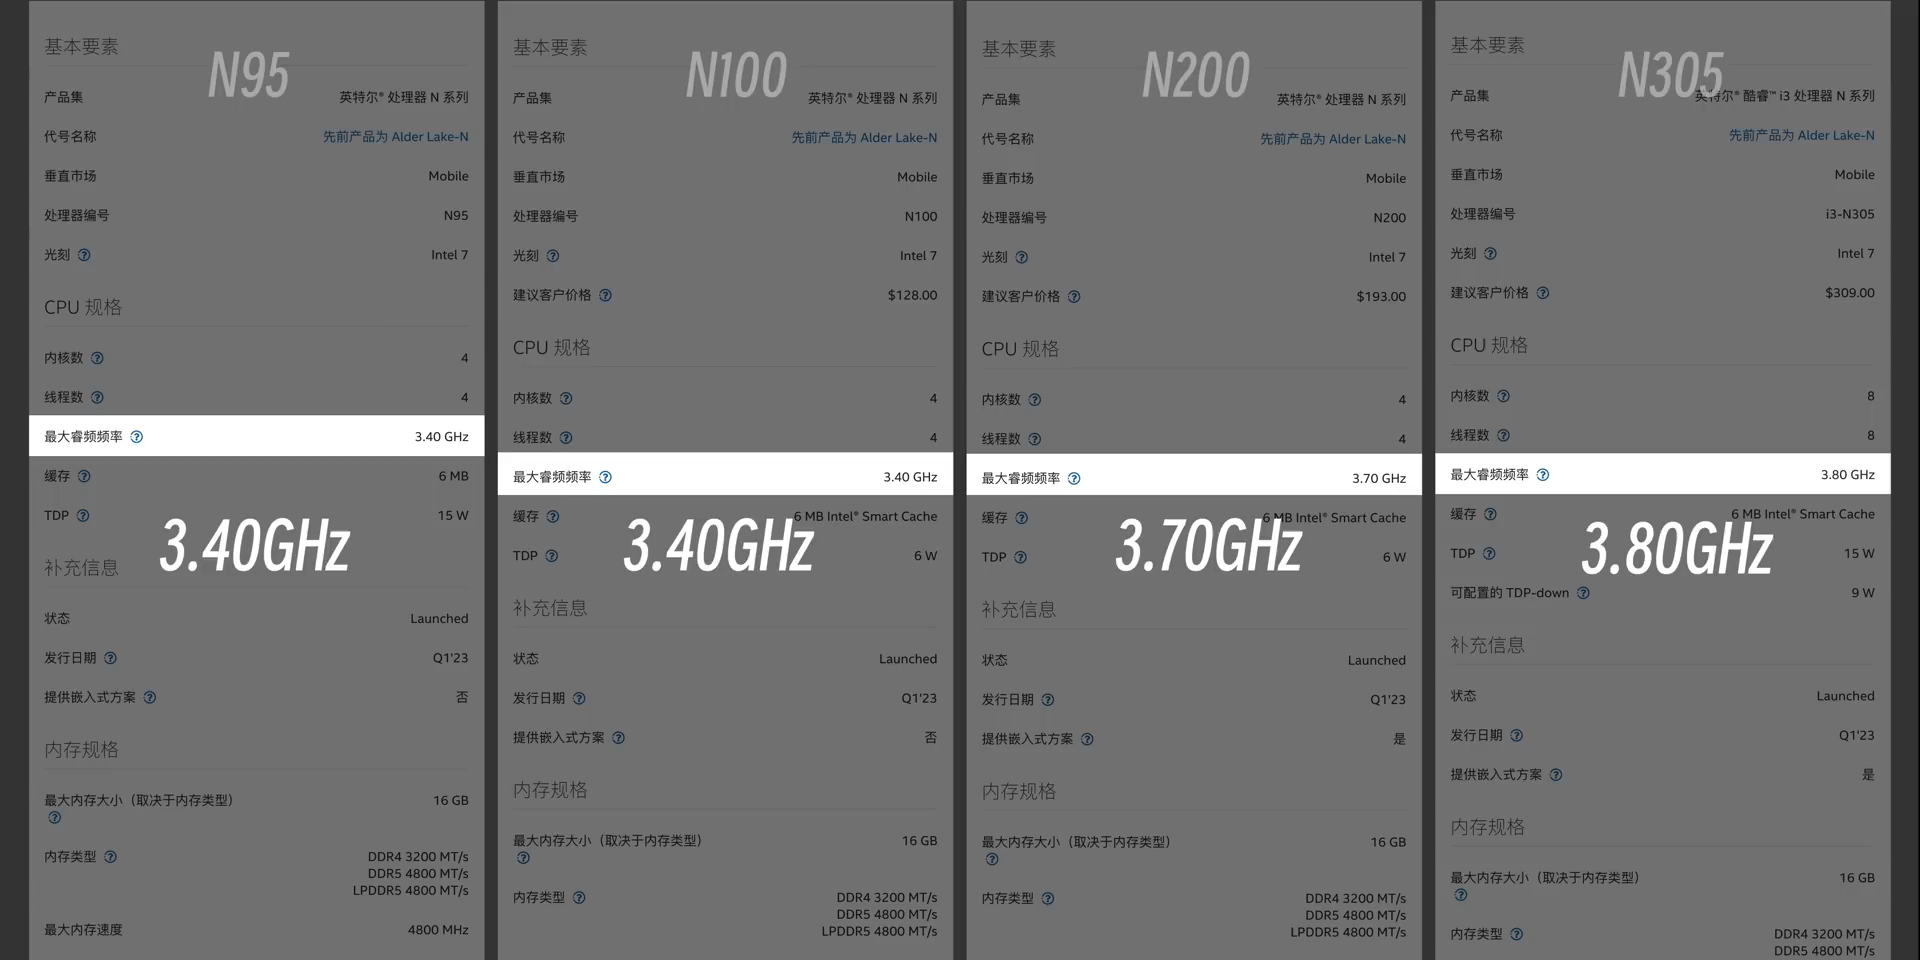 N95
基本要素
产品集 英特尔® 处理器 N 系列
代号名称 先前产品为 Alder Lake-N
垂直市场 Mobile
处理器编号 N95
光刻 Intel 7
CPU 规格
内核数 4
线程数 4
最大睿频频率 3.40 GHz
缓存 6 MB
TDP 15 W
3.40GHz
补充信息
状态 Launched
发行日期 Q1'23
提供嵌入式方案 否
内存规格
最大内存大小（取决于内存类型） 16 GB
内存类型 DDR4 3200 MT/s
DDR5 4800 MT/s
LPDDR5 4800 MT/s
最大内存速度 4800 MHz
N100
基本要素
产品集 英特尔® 处理器 N 系列
代号名称 先前产品为 Alder Lake-N
垂直市场 Mobile
处理器编号 N100
光刻 Intel 7
建议客户价格 $128.00
CPU 规格
内核数 4
线程数 4
最大睿频频率 3.40 GHz
缓存 6 MB Intel® Smart Cache
3.40GHz
TDP 6 W
补充信息
状态 Launched
发行日期 Q1'23
提供嵌入式方案 否
内存规格
最大内存大小（取决于内存类型） 16 GB
内存类型 DDR4 3200 MT/s
DDR5 4800 MT/s
LPDDR5 4800 MT/s
N200
基本要素
产品集 英特尔® 处理器 N 系列
代号名称 先前产品为 Alder Lake-N
垂直市场 Mobile
处理器编号 N200
光刻 Intel 7
建议客户价格 $193.00
CPU 规格
内核数 4
线程数 4
最大睿频频率 3.70 GHz
缓存 6 MB Intel® Smart Cache
3.70GHz
TDP 6 W
补充信息
状态 Launched
发行日期 Q1'23
提供嵌入式方案 是
内存规格
最大内存大小（取决于内存类型） 16 GB
内存类型 DDR4 3200 MT/s
DDR5 4800 MT/s
LPDDR5 4800 MT/s
N305
基本要素
产品集 英特尔® 酷睿™ i3 处理器 N 系列
代号名称 先前产品为 Alder Lake-N
垂直市场 Mobile
处理器编号 i3-N305
光刻 Intel 7
建议客户价格 $309.00
CPU 规格
内核数 8
线程数 8
最大睿频频率 3.80 GHz
缓存 6 MB Intel® Smart Cache
3.80GHz
TDP 15 W
可配置的 TDP-down 9 W
补充信息
状态 Launched
发行日期 Q1'23
提供嵌入式方案 是
内存规格
最大内存大小（取决于内存类型） 16 GB
内存类型 DDR4 3200 MT/s
DDR5 4800 MT/s